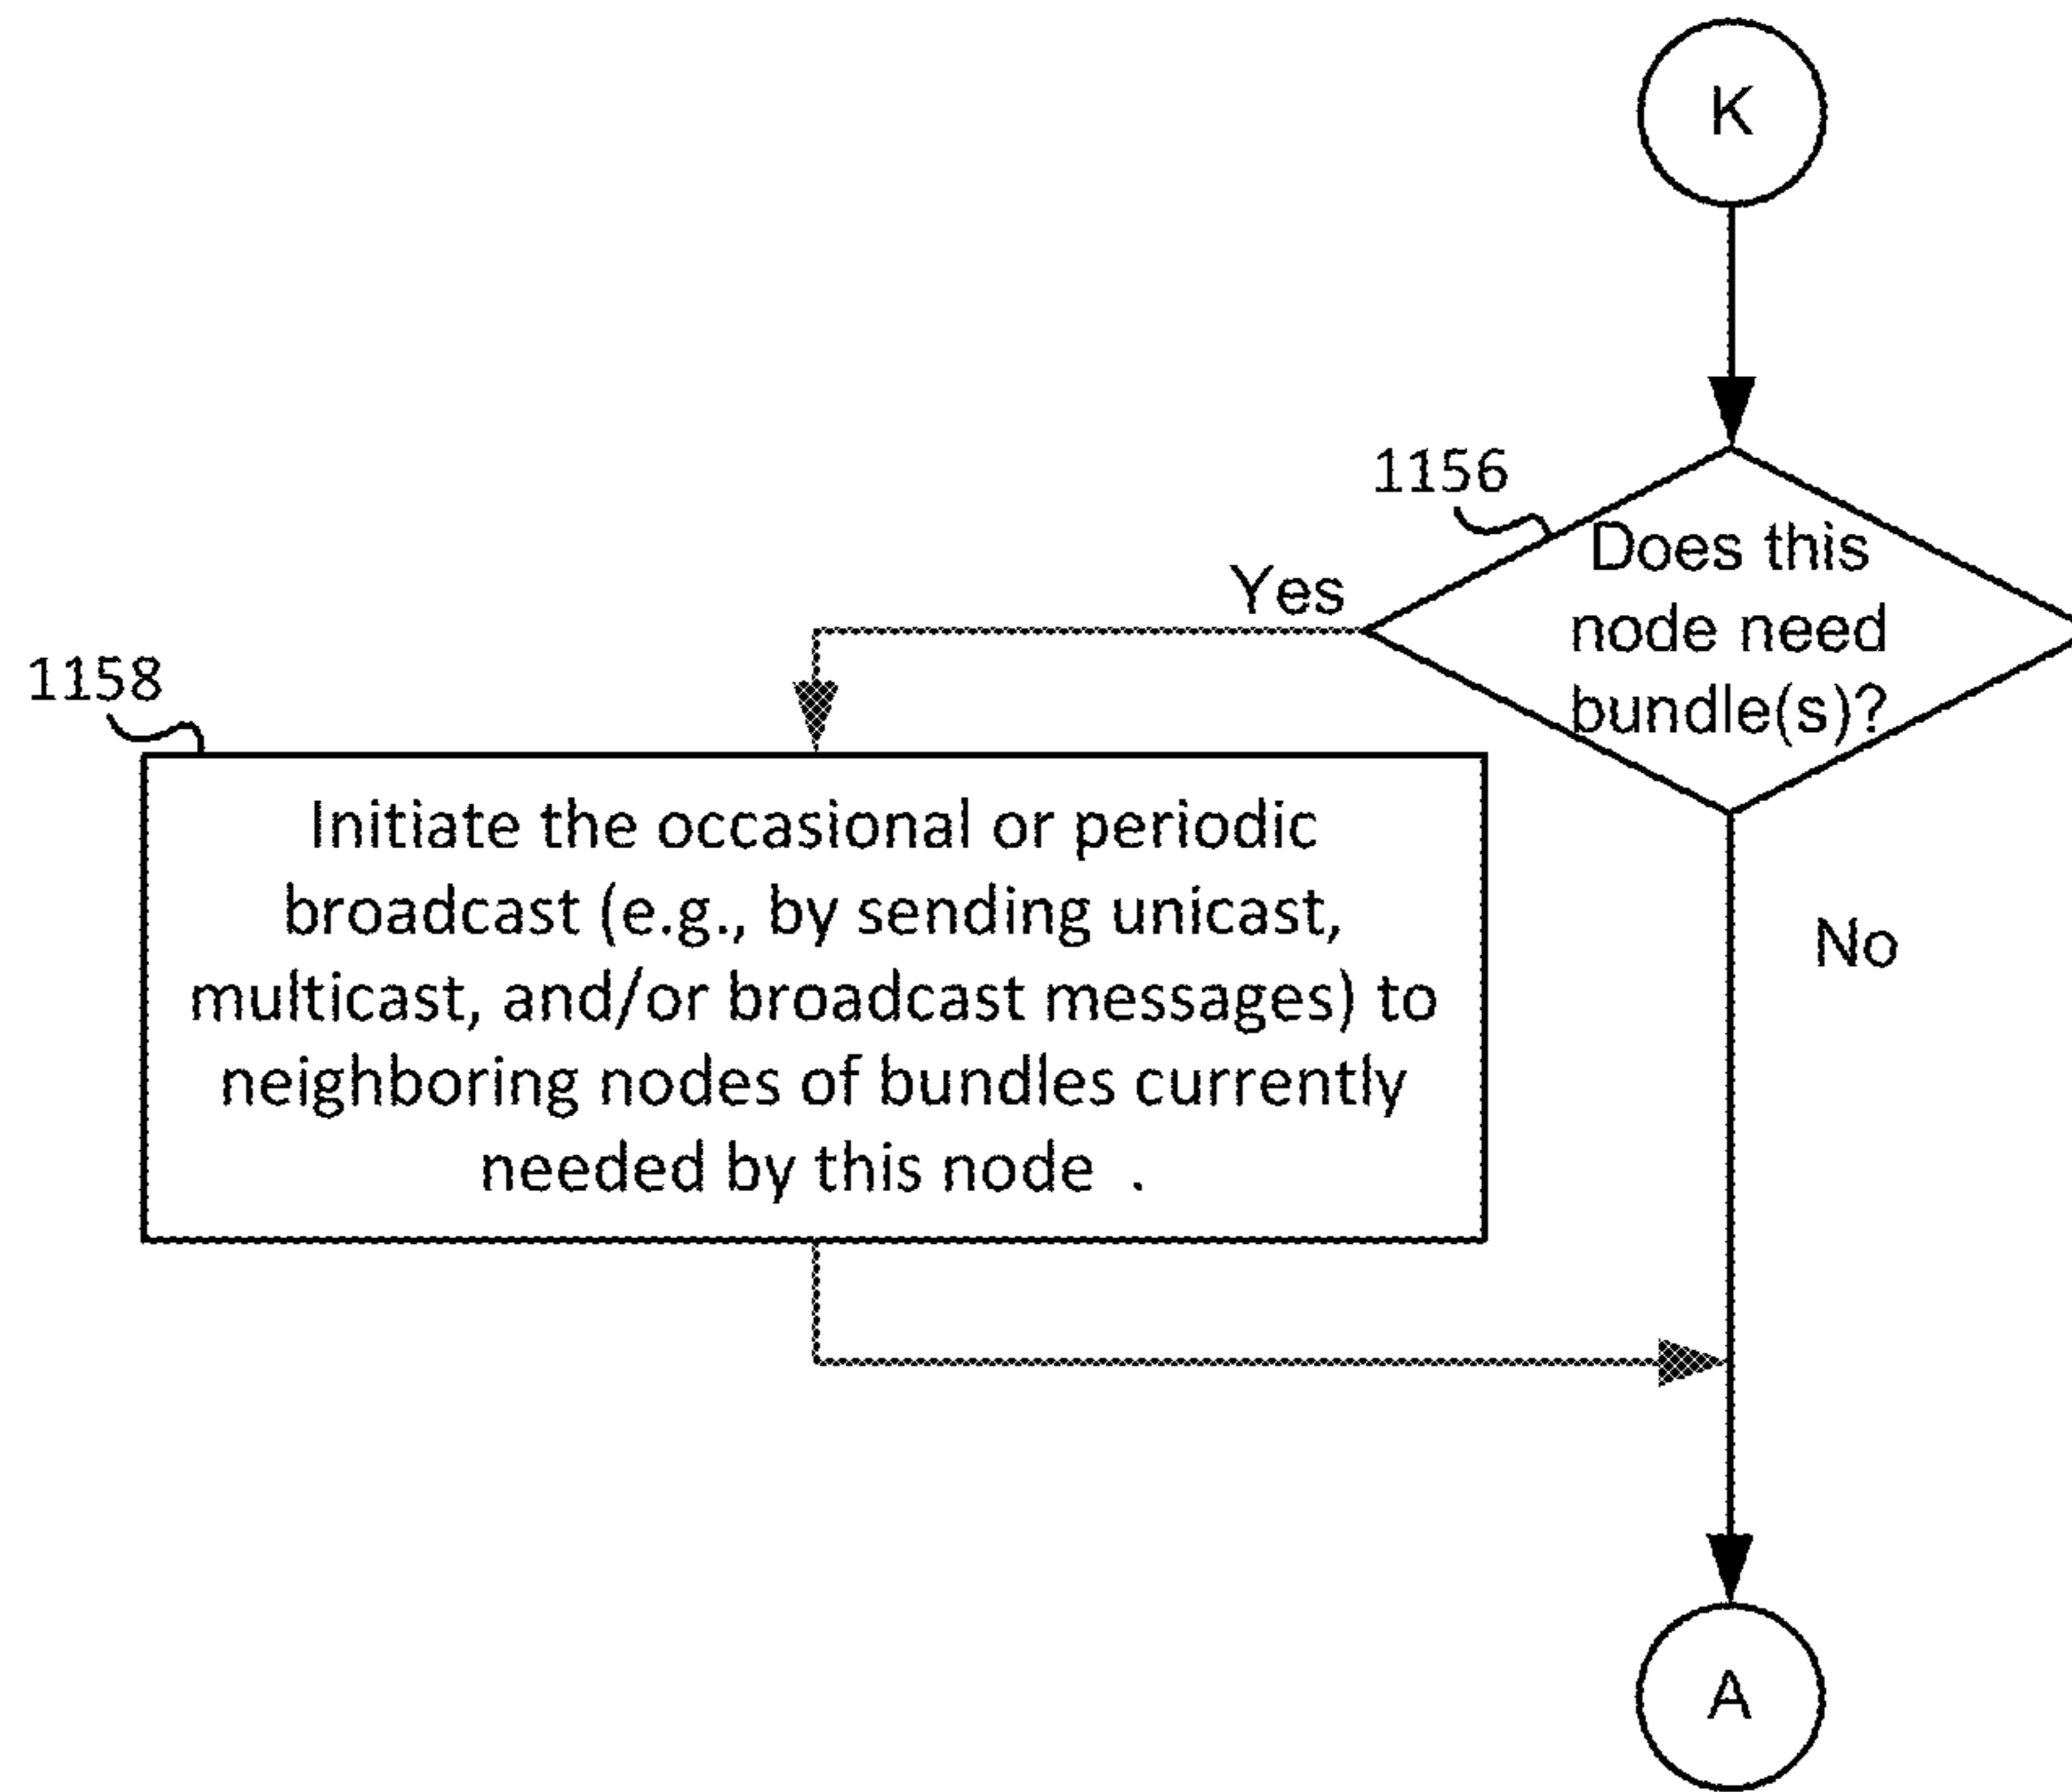 K
1156
Does this
node need
bundle(s)?
Yes
1158
Initiate the occasional or periodic
broadcast (e.g., by sending unicast,
multicast, and/or broadcast messages) to
neighboring nodes of bundles currently
needed by this node .
No
A